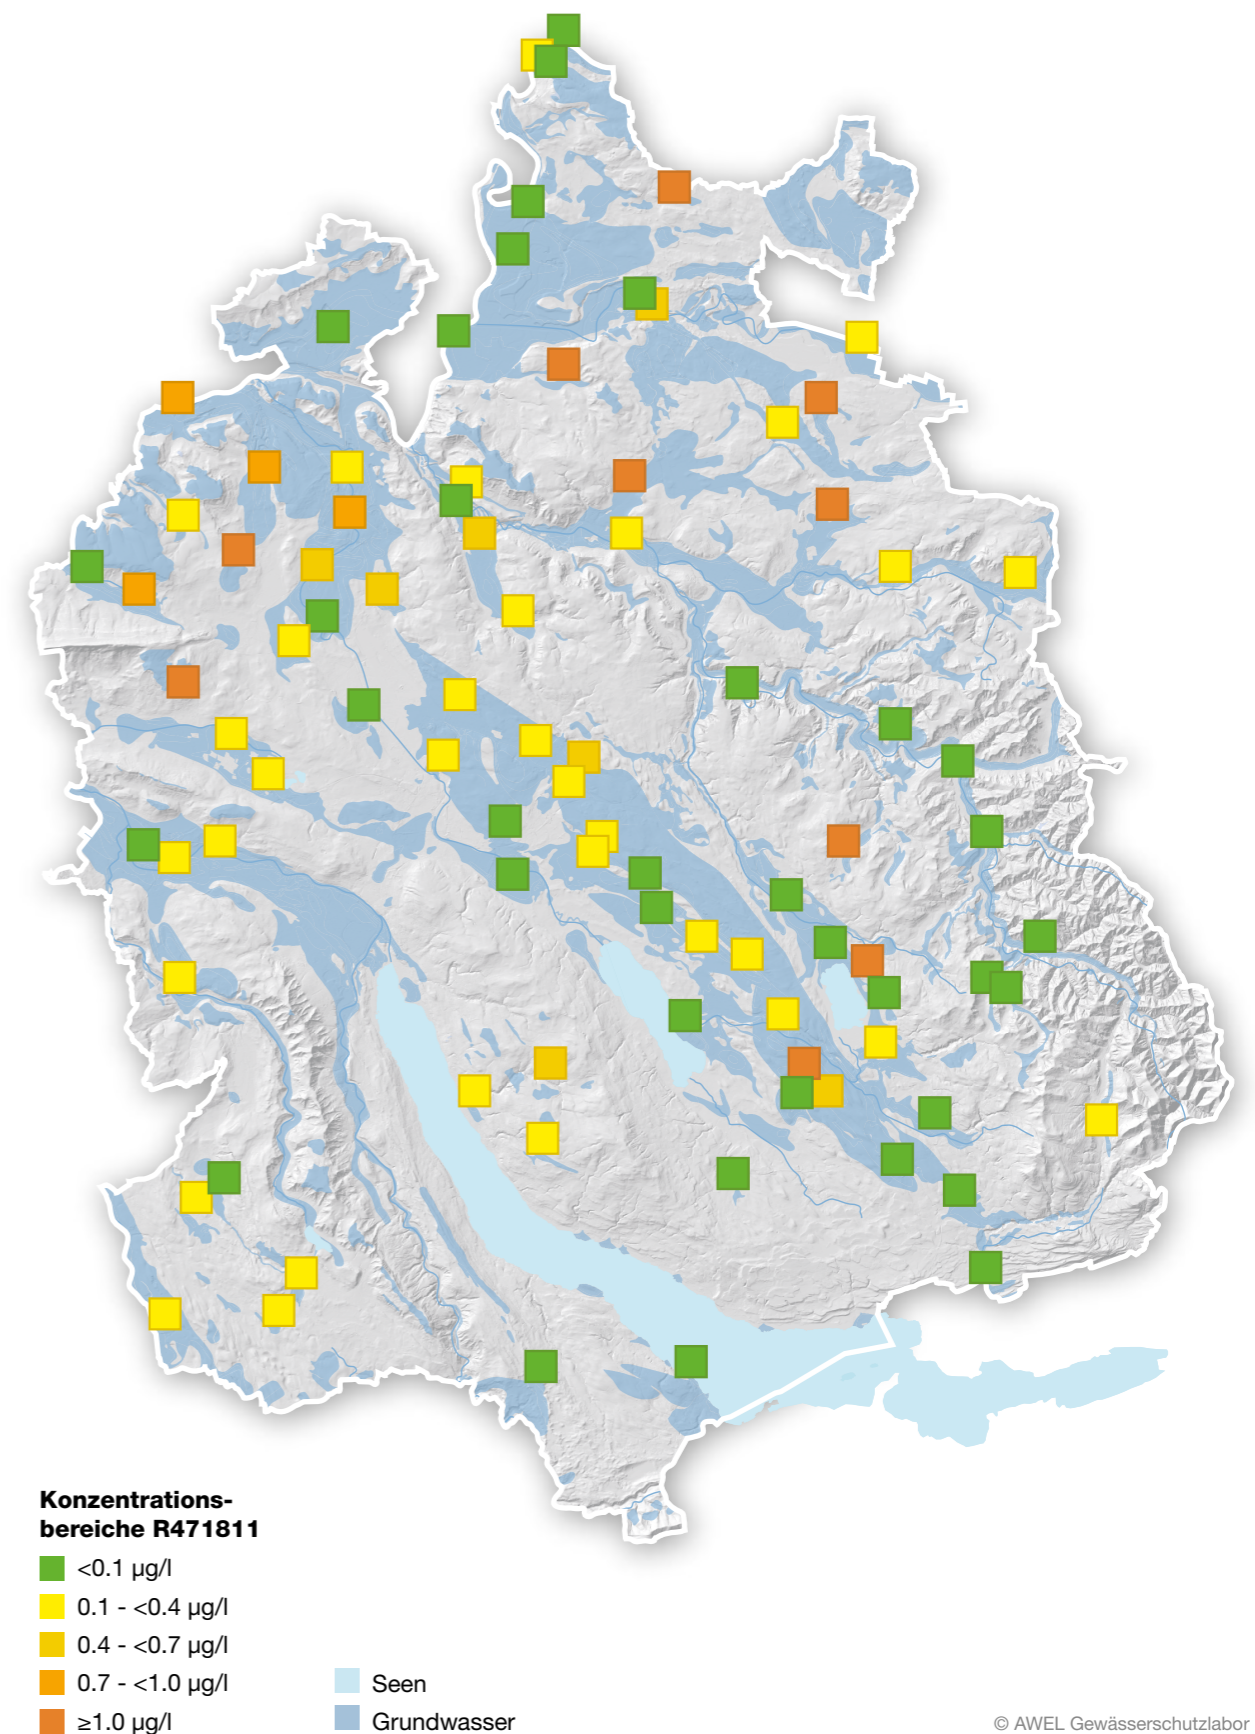 Konzentrations-
bereiche R471811
<0.1 µg/l
0.1 - <0.4 µg/l
0.4 - <0.7 µg/l
0.7 - <1.0 µg/l
≥1.0 µg/l
Seen
Grundwasser
© AWEL Gewässerschutzlabor